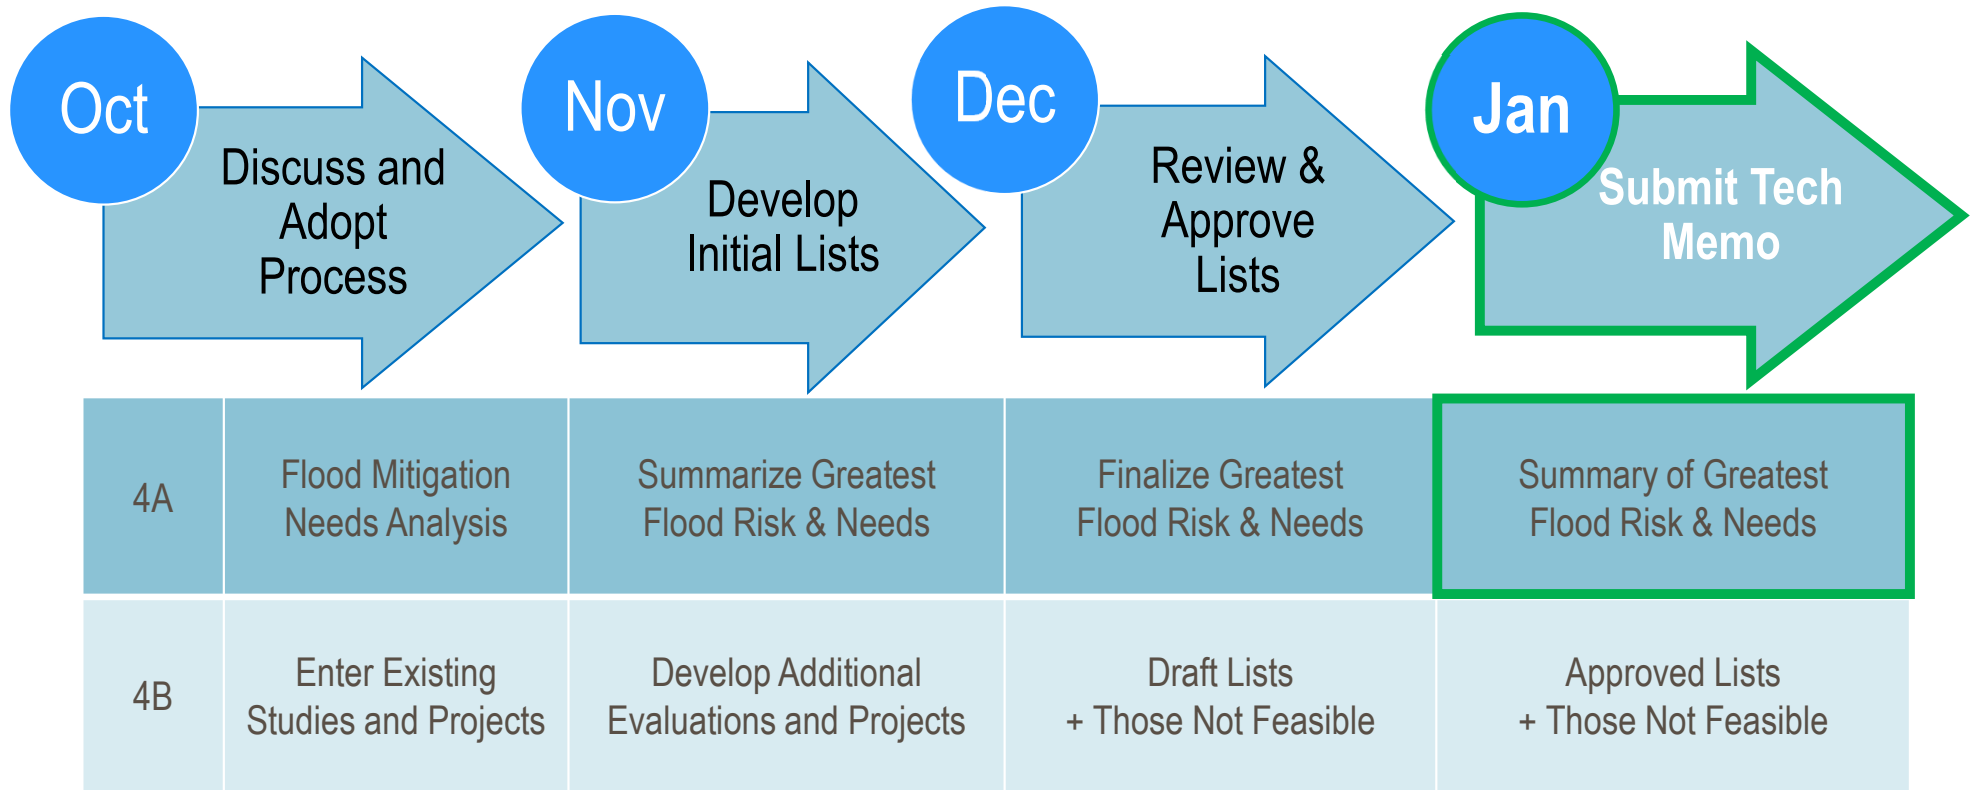 Oct
Discuss and
Adopt
Process
Nov
Develop
Initial Lists
Dec
Review &
Approve
Lists
Jan
Submit Tech
Memo
4A
Flood Mitigation
Needs Analysis
Summarize Greatest
Flood Risk & Needs
Finalize Greatest
Flood Risk & Needs
Summary of Greatest
Flood Risk & Needs
4B
Enter Existing
Studies and Projects
Develop Additional
Evaluations and Projects
Draft Lists
+ Those Not Feasible
Approved Lists
+ Those Not Feasible